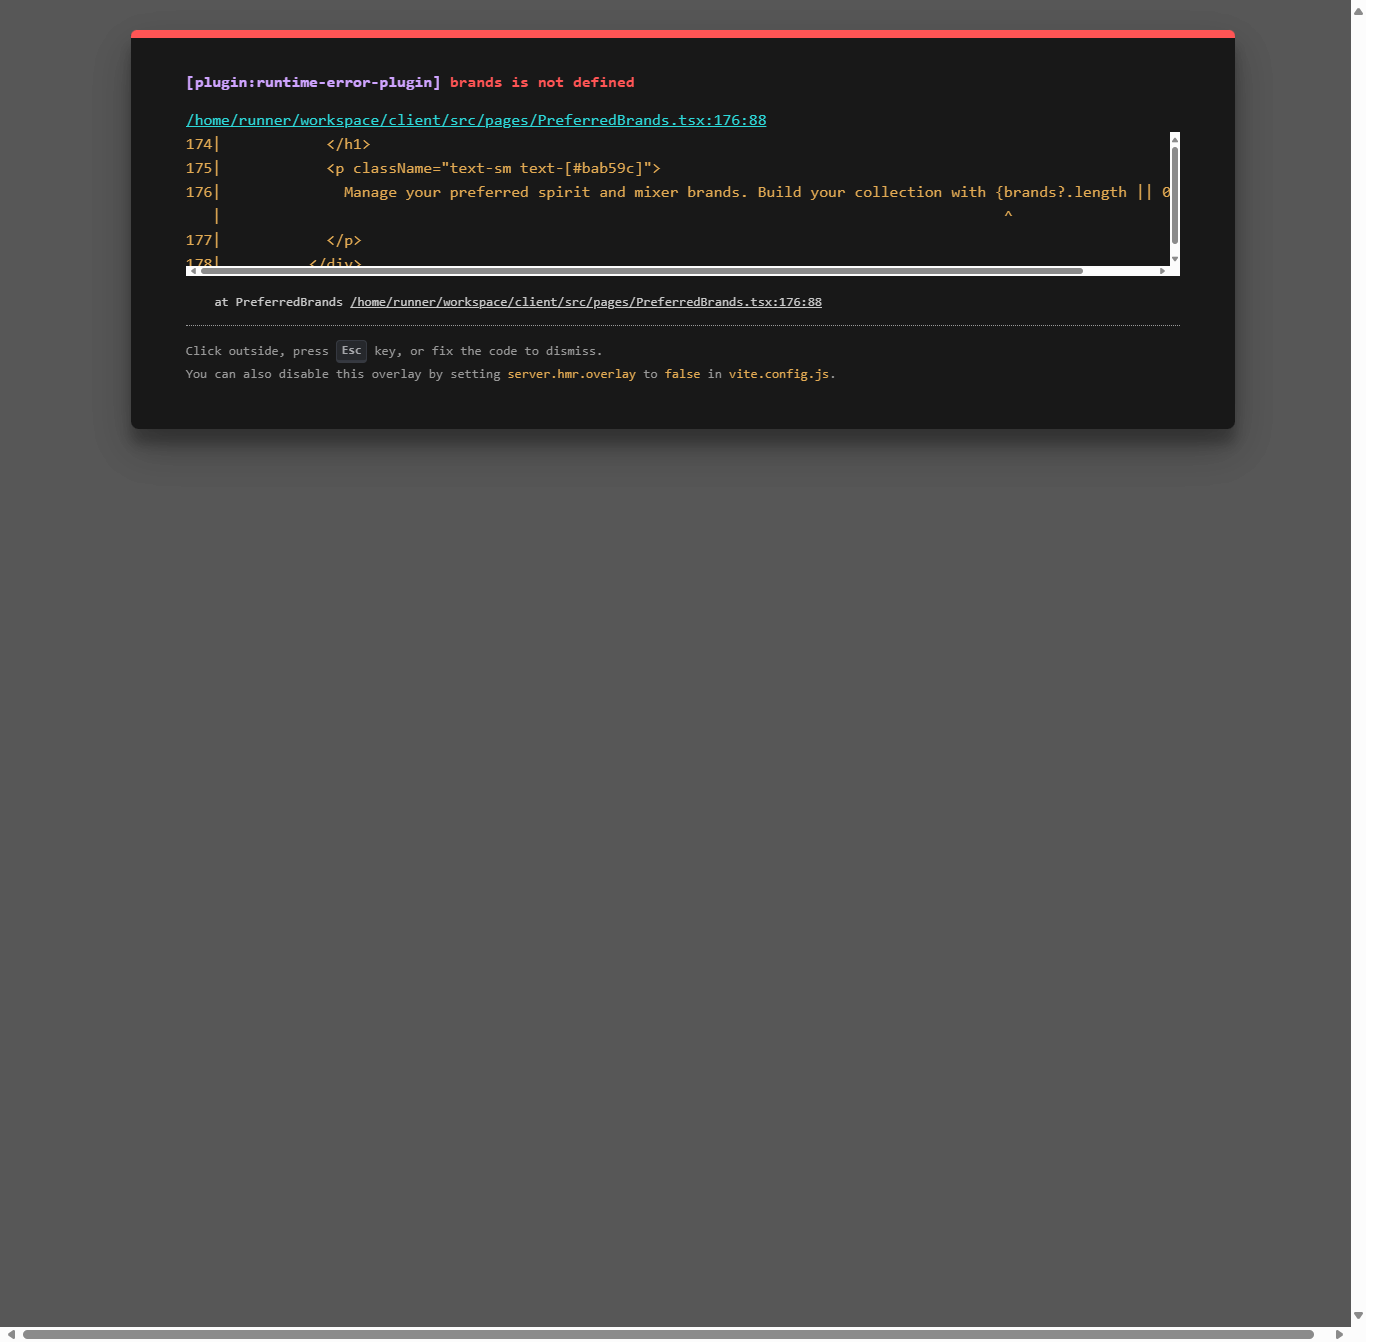 [plugin:runtime-error-plugin] brands is not defined
/home/runner/workspace/client/src/pages/PreferredBrands.tsx:176:88
174|            </h1>
175|            <p className="text-sm text-[#bab59c]">
176|              Manage your preferred spirit and mixer brands. Build your collection with {brands?.length || 0
   |                                                                                         ^
177|            </p>
178|          </div>
at PreferredBrands /home/runner/workspace/client/src/pages/PreferredBrands.tsx:176:88
Click outside, press Esc key, or fix the code to dismiss.
You can also disable this overlay by setting server.hmr.overlay to false in vite.config.js.